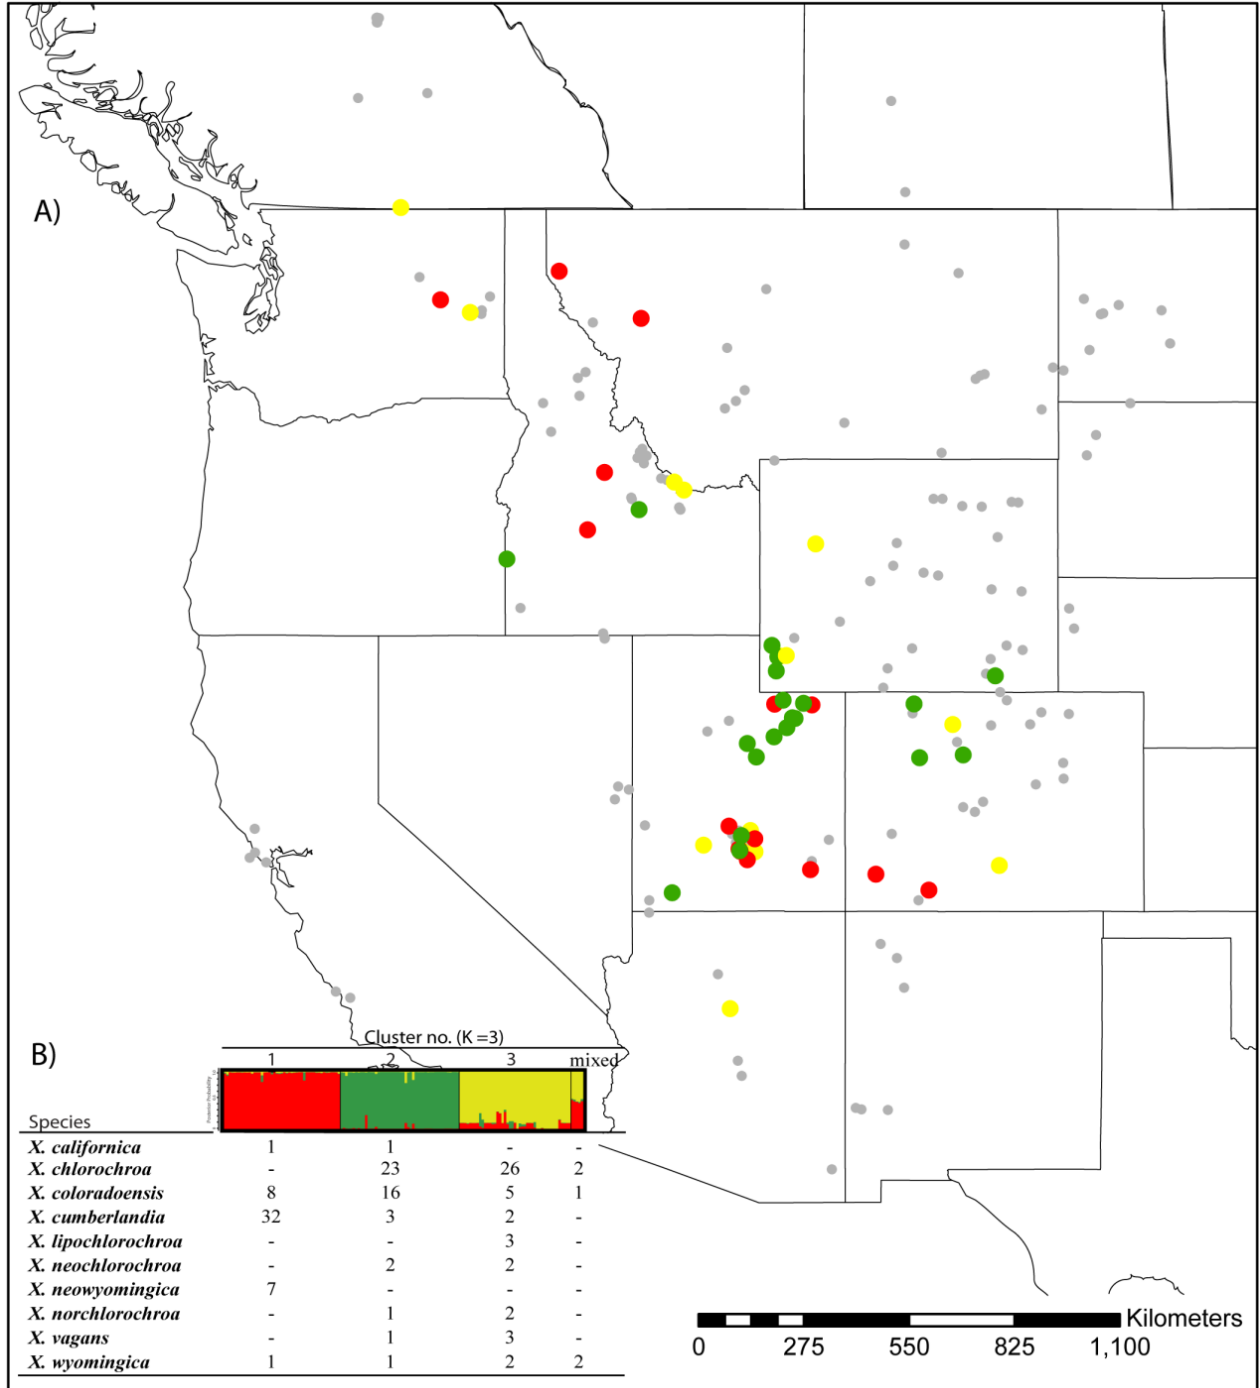 A)
B)
Cluster no. (K =3)
1 2 3 mixed
Species
X. californica 1 1 - -
X. chlorochroa - 23 26 2
X. coloradoensis 8 16 5 1
X. cumberlandia 32 3 2 -
X. lipochlorochroa - - 3 -
X. neochlorochroa - 2 2 -
X. neowyomingica 7 - - -
X. norchlorochroa - 1 2 -
X. vagans - 1 3 -
X. wyomingica 1 1 2 2
Kilometers
0 275 550 825 1,100